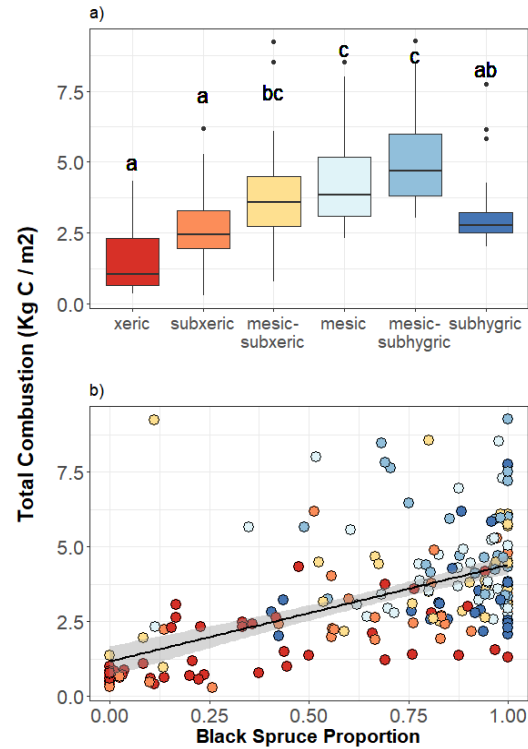 a)
Total Combustion (Kg C / m2)
7.5
5.0
2.5
0.0
a
a
bc
c
c
ab
xeric subxeric mesic- mesic mesic- subhygric
subxeric subhygric
b)
7.5
5.0
2.5
0.0
0.00 0.25 0.50 0.75 1.00
Black Spruce Proportion